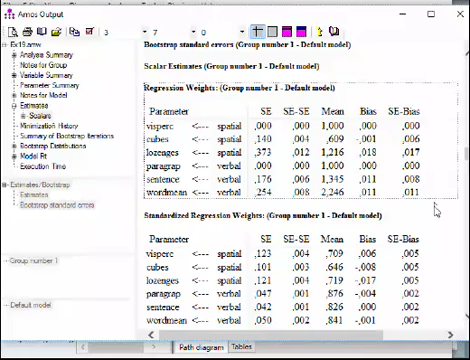 Amos Output
3 7 0
Ex19.amw
Analysis Summary
Notes for Group
Variable Summary
Parameter Summary
Notes for Model
Estimates
Scalars
Minimization History
Summary of Bootstrap Iterations
Bootstrap Distributions
Model Fit
Execution Time
Estimates/Bootstrap
Estimates
Bootstrap standard errors
Group number 1
Default model
Bootstrap standard errors (Group number 1 - Default model)
Scalar Estimates (Group number 1 - Default model)
Regression Weights: (Group number 1 - Default model)
Parameter SE SE-SE Mean Bias SE-Bias
visperc <--- spatial ,000 ,000 1,000 ,000 ,000
cubes <--- spatial ,140 ,004 ,609 -,001 ,006
lozenges <--- spatial ,373 ,012 1,216 ,018 ,017
paragrap <--- verbal ,000 ,000 1,000 ,000 ,000
sentence <--- verbal ,176 ,006 1,345 ,011 ,008
wordmean <--- verbal ,254 ,008 2,246 ,011 ,011
Standardized Regression Weights: (Group number 1 - Default model)
Parameter SE SE-SE Mean Bias SE-Bias
visperc <--- spatial ,123 ,004 ,709 ,006 ,005
cubes <--- spatial ,101 ,003 ,646 -,008 ,005
lozenges <--- spatial ,121 ,004 ,719 -,017 ,005
paragrap <--- verbal ,047 ,001 ,876 -,004 ,002
sentence <--- verbal ,042 ,001 ,826 ,000 ,002
wordmean <--- verbal ,050 ,002 ,841 -,001 ,002
Path diagram Tables